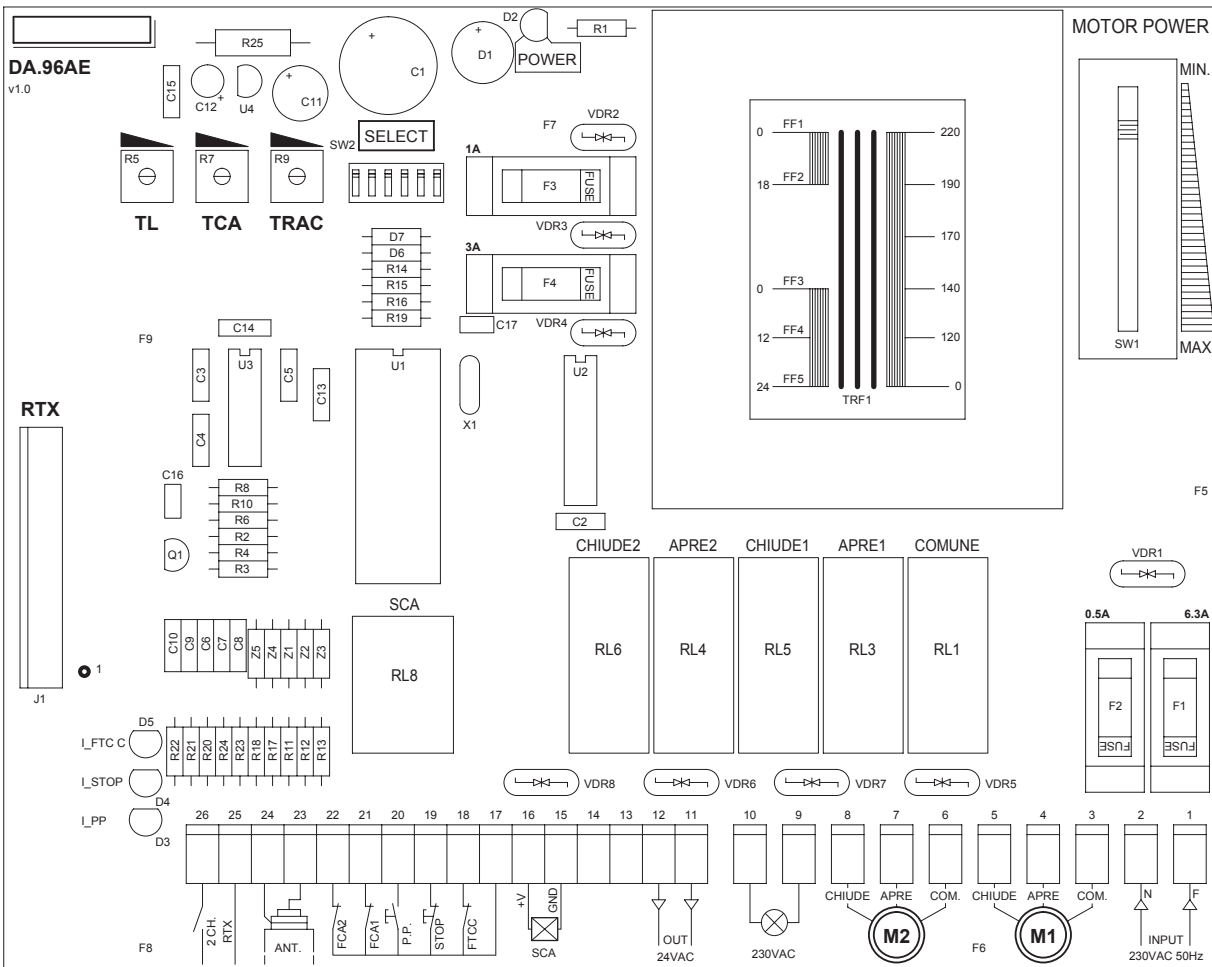 DA.96AE
v1.0
R25
C15
C12
+
U4
+
C11
+
C1
+
D1
D2
POWER
R1
MOTOR POWER
MIN.
MAX
SW1
R5
R7
R9
TL
TCA
TRAC
SW2
SELECT
F7
VDR2
1A
F3
FUSE
VDR3
3A
F4
FUSE
VDR4
C17
D7
D6
R14
R15
R16
R19
0
FF1
18
FF2
0
FF3
12
FF4
24
FF5
220
190
170
140
120
0
TRF1
F9
C14
C3
U3
C5
C13
C4
U1
X1
U2
C2
RTX
J1
1
C16
Q1
R8
R10
R6
R2
R4
R3
F5
CHIUDE2
APRE2
CHIUDE1
APRE1
COMUNE
RL6
RL4
RL5
RL3
RL1
SCA
RL8
VDR1
0.5A
6.3A
F2
FUSE
F1
FUSE
C10
C9
C6
C7
C8
Z5
Z4
Z1
Z2
Z3
R22
R21
R20
R24
R23
R18
R17
R11
R12
R13
D5
I_FTC C
I_STOP
D4
I_PP
D3
VDR8
VDR6
VDR7
VDR5
26
25
24
23
22
21
20
19
18
17
16
15
14
13
12
11
10
9
8
7
6
5
4
3
2
1
2 CH.
RTX
ANT.
FCA2
FCA1
P.P.
STOP
FTCC
+V
GND
SCA
OUT
24VAC
230VAC
CHIUDE
APRE
COM.
M2
CHIUDE
APRE
COM.
M1
N
F
INPUT
230VAC 50Hz
F8
F6